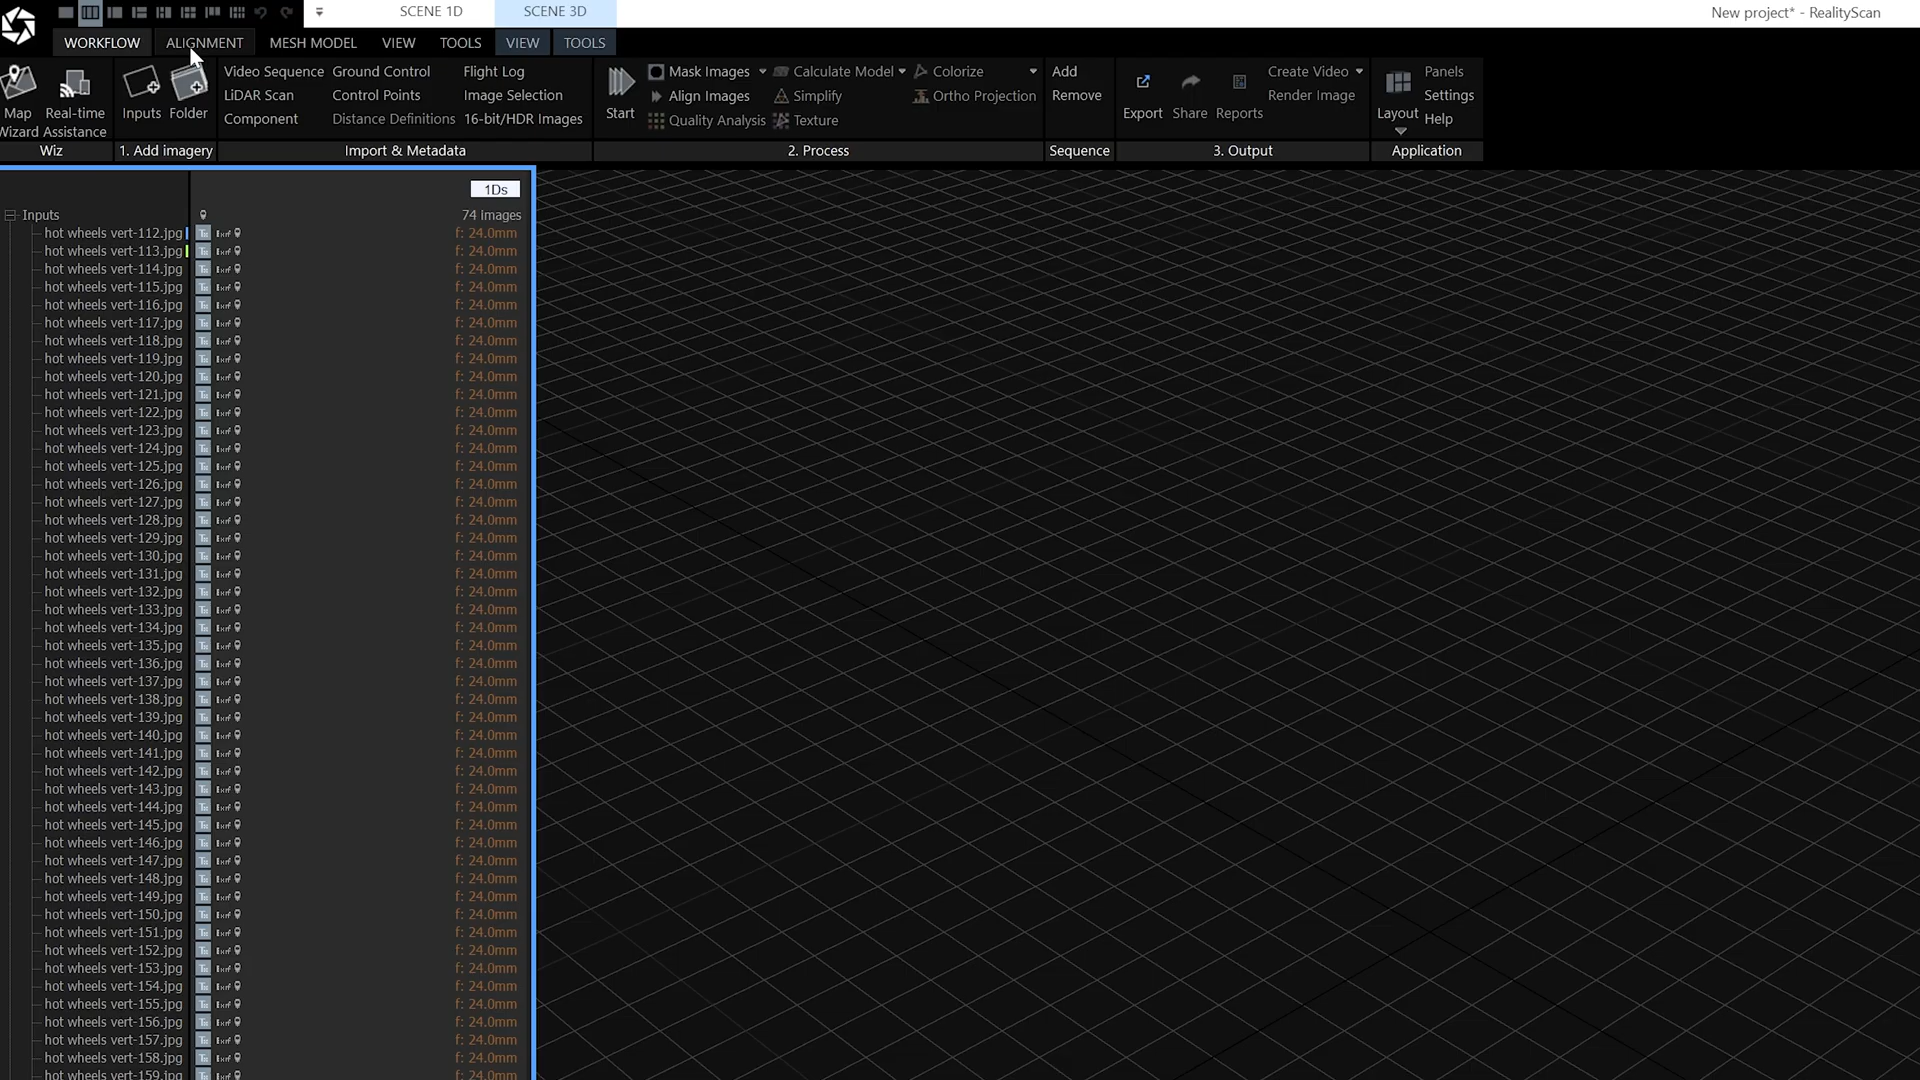 SCENE 1D SCENE 3D New project* - RealityScan
WORKFLOW ALIGNMENT MESH MODEL VIEW TOOLS VIEW TOOLS
Map Wizard
Real-time Assistance
Inputs
Folder
Video Sequence Ground Control Flight Log
LiDAR Scan Control Points Image Selection
Component Distance Definitions 16-bit/HDR Images
Start
Mask Images Calculate Model Colorize
Align Images Simplify Ortho Projection
Quality Analysis Texture
Add
Remove
Export Share Reports
Create Video
Render Image
Layout
Panels
Settings
Help
Wiz 1. Add imagery Import & Metadata 2. Process Sequence 3. Output Application
1Ds
Inputs 74 Images
hot wheels vert-112.jpg f: 24.0mm
hot wheels vert-113.jpg f: 24.0mm
hot wheels vert-114.jpg f: 24.0mm
hot wheels vert-115.jpg f: 24.0mm
hot wheels vert-116.jpg f: 24.0mm
hot wheels vert-117.jpg f: 24.0mm
hot wheels vert-118.jpg f: 24.0mm
hot wheels vert-119.jpg f: 24.0mm
hot wheels vert-120.jpg f: 24.0mm
hot wheels vert-121.jpg f: 24.0mm
hot wheels vert-122.jpg f: 24.0mm
hot wheels vert-123.jpg f: 24.0mm
hot wheels vert-124.jpg f: 24.0mm
hot wheels vert-125.jpg f: 24.0mm
hot wheels vert-126.jpg f: 24.0mm
hot wheels vert-127.jpg f: 24.0mm
hot wheels vert-128.jpg f: 24.0mm
hot wheels vert-129.jpg f: 24.0mm
hot wheels vert-130.jpg f: 24.0mm
hot wheels vert-131.jpg f: 24.0mm
hot wheels vert-132.jpg f: 24.0mm
hot wheels vert-133.jpg f: 24.0mm
hot wheels vert-134.jpg f: 24.0mm
hot wheels vert-135.jpg f: 24.0mm
hot wheels vert-136.jpg f: 24.0mm
hot wheels vert-137.jpg f: 24.0mm
hot wheels vert-138.jpg f: 24.0mm
hot wheels vert-139.jpg f: 24.0mm
hot wheels vert-140.jpg f: 24.0mm
hot wheels vert-141.jpg f: 24.0mm
hot wheels vert-142.jpg f: 24.0mm
hot wheels vert-143.jpg f: 24.0mm
hot wheels vert-144.jpg f: 24.0mm
hot wheels vert-145.jpg f: 24.0mm
hot wheels vert-146.jpg f: 24.0mm
hot wheels vert-147.jpg f: 24.0mm
hot wheels vert-148.jpg f: 24.0mm
hot wheels vert-149.jpg f: 24.0mm
hot wheels vert-150.jpg f: 24.0mm
hot wheels vert-151.jpg f: 24.0mm
hot wheels vert-152.jpg f: 24.0mm
hot wheels vert-153.jpg f: 24.0mm
hot wheels vert-154.jpg f: 24.0mm
hot wheels vert-155.jpg f: 24.0mm
hot wheels vert-156.jpg f: 24.0mm
hot wheels vert-157.jpg f: 24.0mm
hot wheels vert-158.jpg f: 24.0mm
hot wheels vert-159.jpg f: 24.0mm